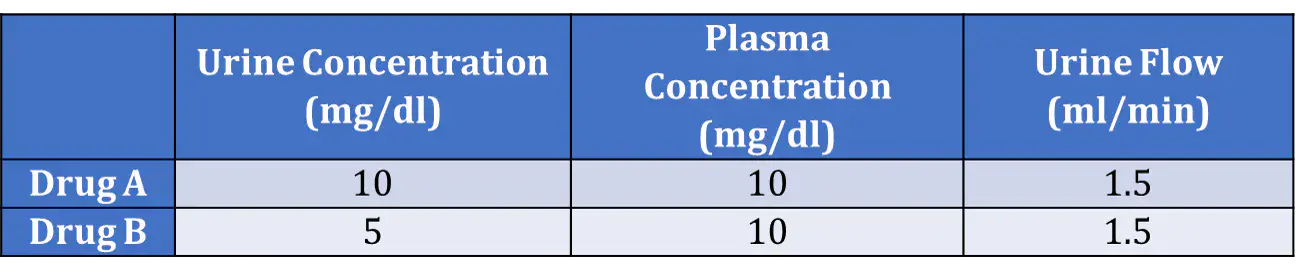 Urine Concentration
(mg/dl)
Plasma
Concentration
(mg/dl)
Urine Flow
(ml/min)
Drug A 10 10 1.5
Drug B 5 10 1.5